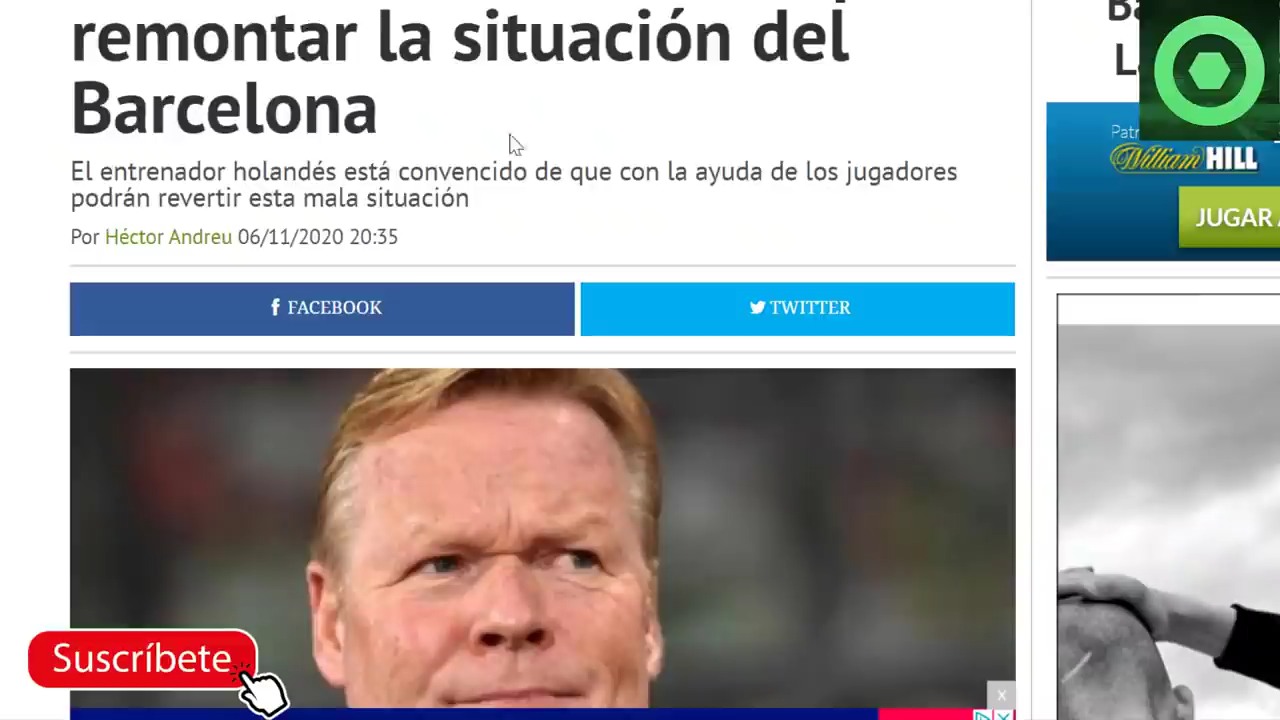 remontar la situación del
Barcelona
El entrenador holandés está convencido de que con la ayuda de los jugadores
podrán revertir esta mala situación
Por Héctor Andreu 06/11/2020 20:35
FACEBOOK
TWITTER
William HILL
JUGAR
Suscríbete
X